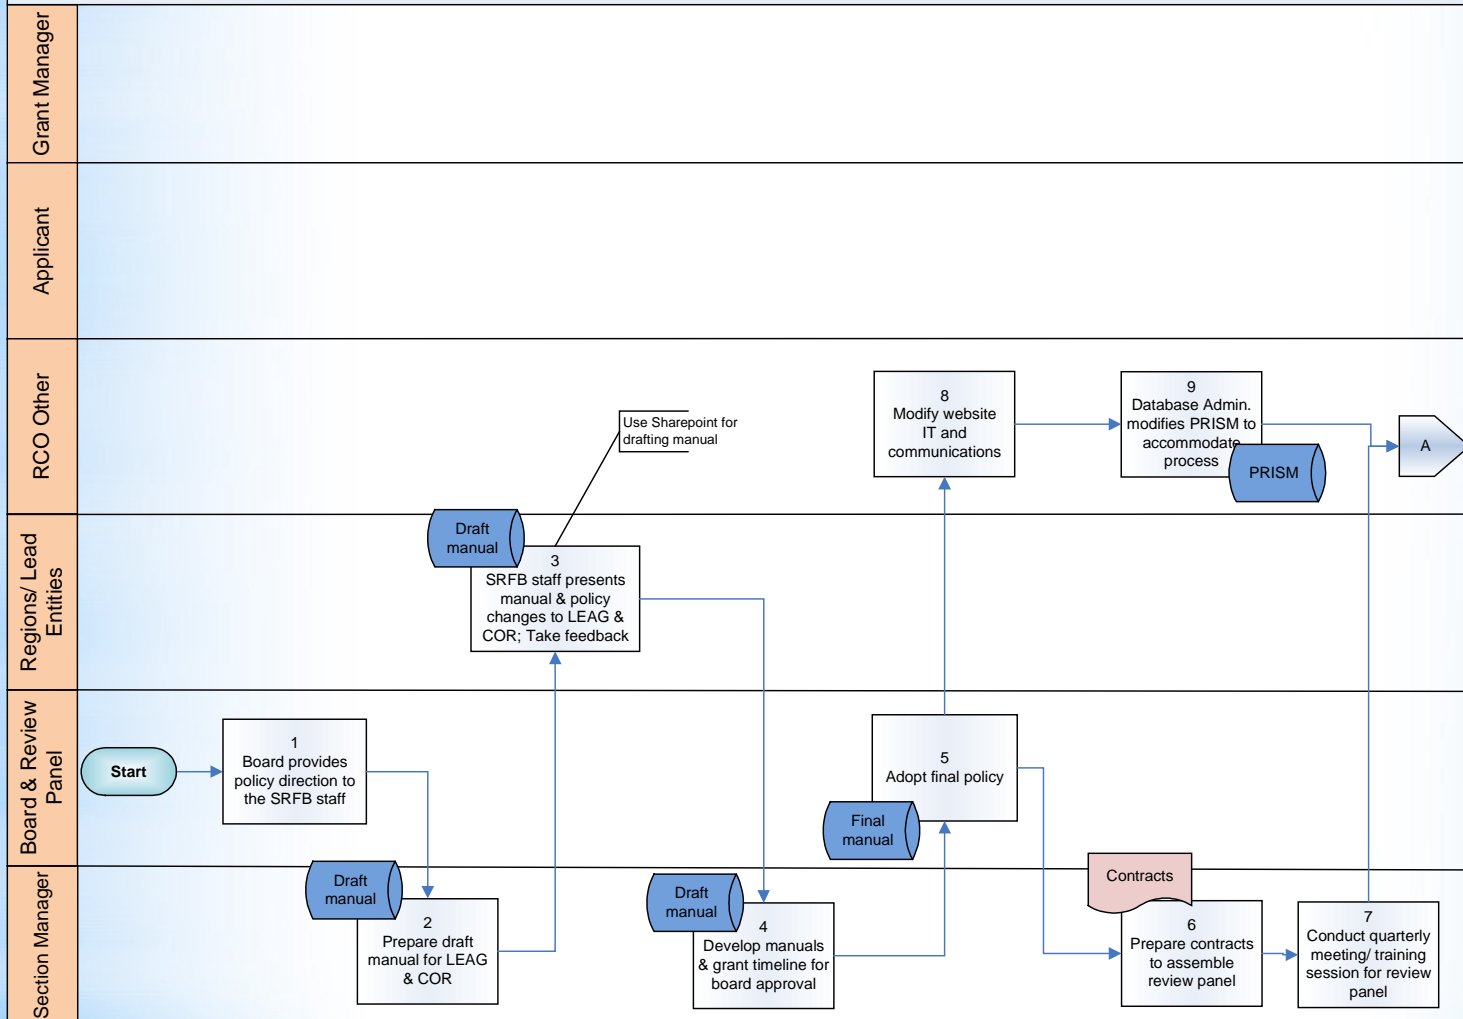 Grant Manager
Applicant
RCO Other
Regions/ Lead
Entities
Board & Review
Panel
Section Manager
Use Sharepoint for
drafting manual
8
Modify website
IT and
communications
9
Database Admin.
modifies PRISM to
accommodate
process
PRISM
A
Draft
manual
3
SRFB staff presents
manual & policy
changes to LEAG &
COR; Take feedback
Start
1
Board provides
policy direction to
the SRFB staff
5
Adopt final policy
Final
manual
Draft
manual
2
Prepare draft
manual for LEAG
& COR
Draft
manual
4
Develop manuals
& grant timeline for
board approval
Contracts
6
Prepare contracts
to assemble
review panel
7
Conduct quarterly
meeting/ training
session for review
panel